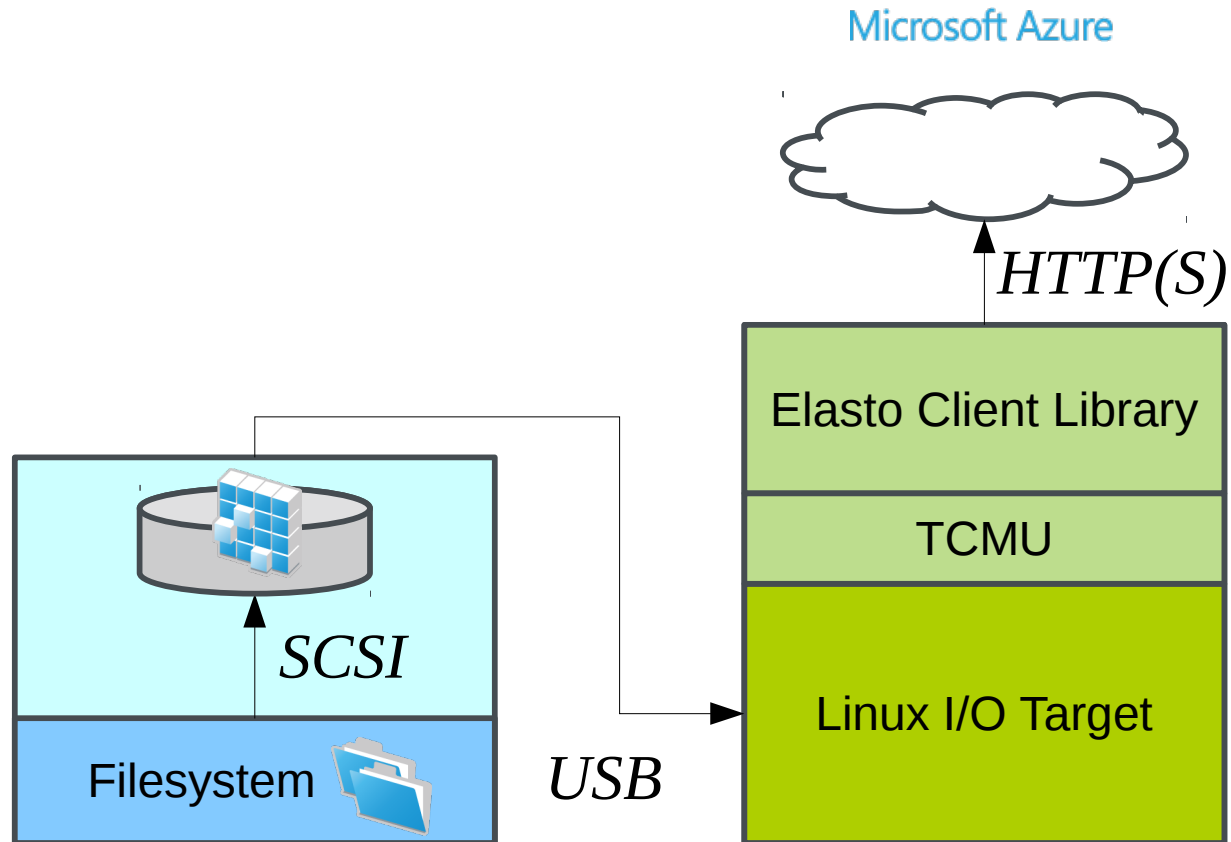 Microsoft Azure
HTTP(S)
Elasto Client Library
TCMU
SCSI
Linux I/O Target
Filesystem
USB